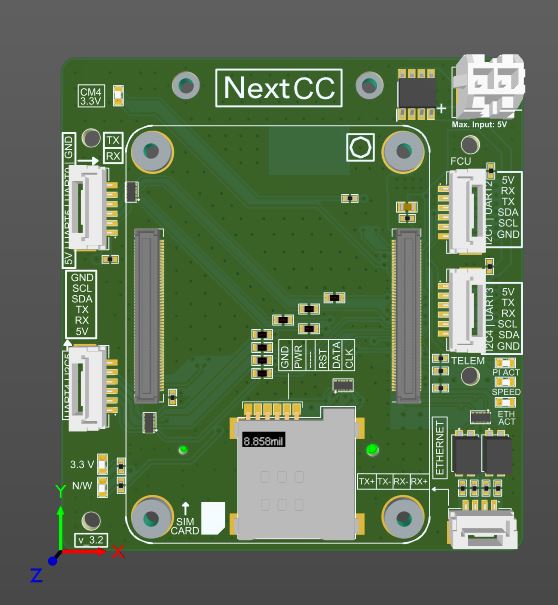 NextCC
CM4
3.3V
+
Max. Input: 5V
GND
TX
RX
5V
UART5
FCU
I2C1 UART2
5V
RX
TX
SDA
SCL
GND
GND
SCL
SDA
TX
RX
5V
UART4 I2C5
I2C4 UART3
5V
TX
RX
SCL
SDA
GND
TELEM
GND
PWR
RST
DATA
CLK
PI ACT
SPEED
ETH
ACT
8.858mil
ETHERNET
3.3 V
N/W
TX+ TX- RX- RX+
SIM
CARD
v_3.2
Y
X
Z